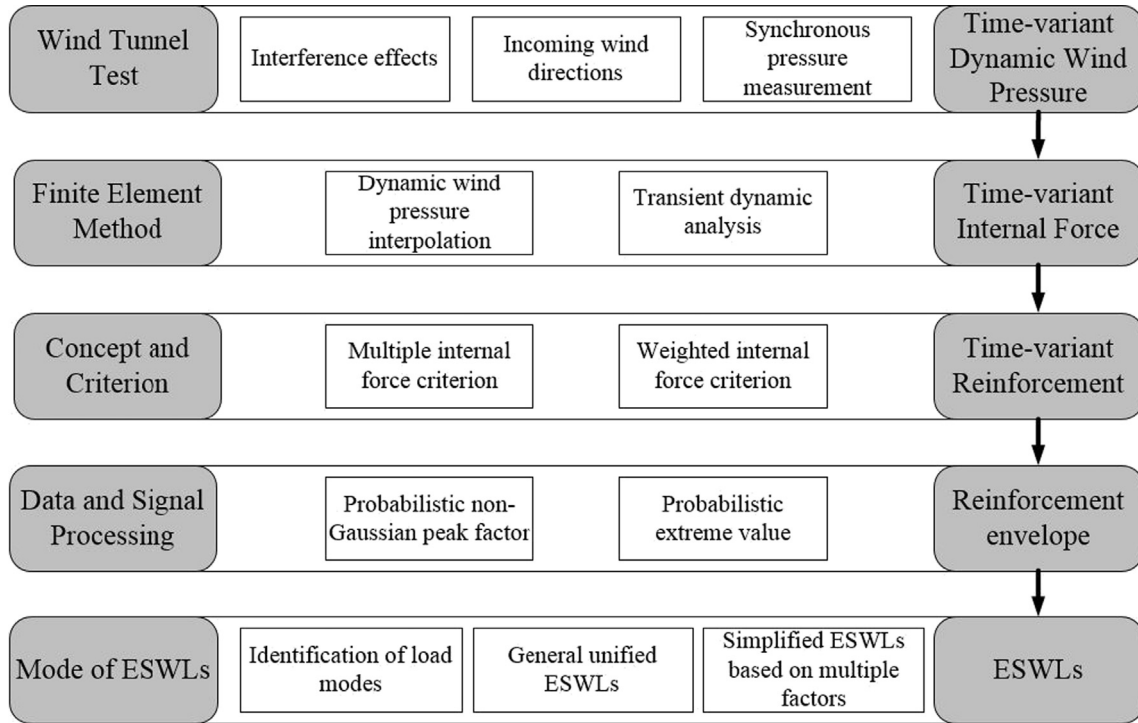 Wind Tunnel
Test
Interference effects
Incoming wind
directions
Synchronous
pressure
measurement
Time-variant
Dynamic Wind
Pressure
Finite Element
Method
Dynamic wind
pressure
interpolation
Transient dynamic
analysis
Time-variant
Internal Force
Concept and
Criterion
Multiple internal
force criterion
Weighted internal
force criterion
Time-variant
Reinforcement
Data and Signal
Processing
Probabilistic non-
Gaussian peak factor
Probabilistic
extreme value
Reinforcement
envelope
Mode of ESWLs
Identification of load
modes
General unified
ESWLs
Simplified ESWLs
based on multiple
factors
ESWLs